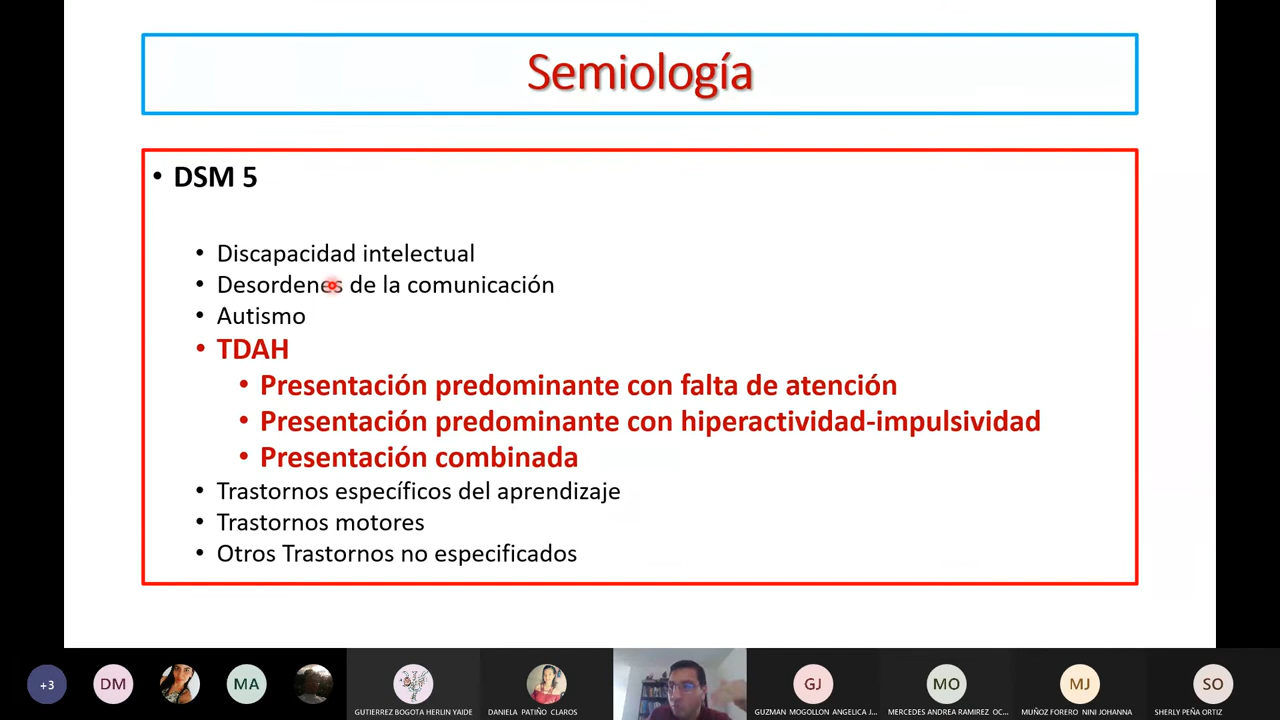 Semiología
• DSM 5
• Discapacidad intelectual
• Desordenes de la comunicación
• Autismo
• TDAH
• Presentación predominante con falta de atención
• Presentación predominante con hiperactividad-impulsividad
• Presentación combinada
• Trastornos específicos del aprendizaje
• Trastornos motores
• Otros Trastornos no especificados
+3
DM
MA
GJ
MO
MJ
SO
GUTIERREZ BOGOTA HERLIN YAIDE
DANIELA PATIÑO CLAROS
GUZMAN MOGOLLON ANGELICA J...
MERCEDES ANDREA RAMIREZ OC...
MUÑOZ FORERO NINI JOHANNA
SHERLY PEÑA ORTIZ